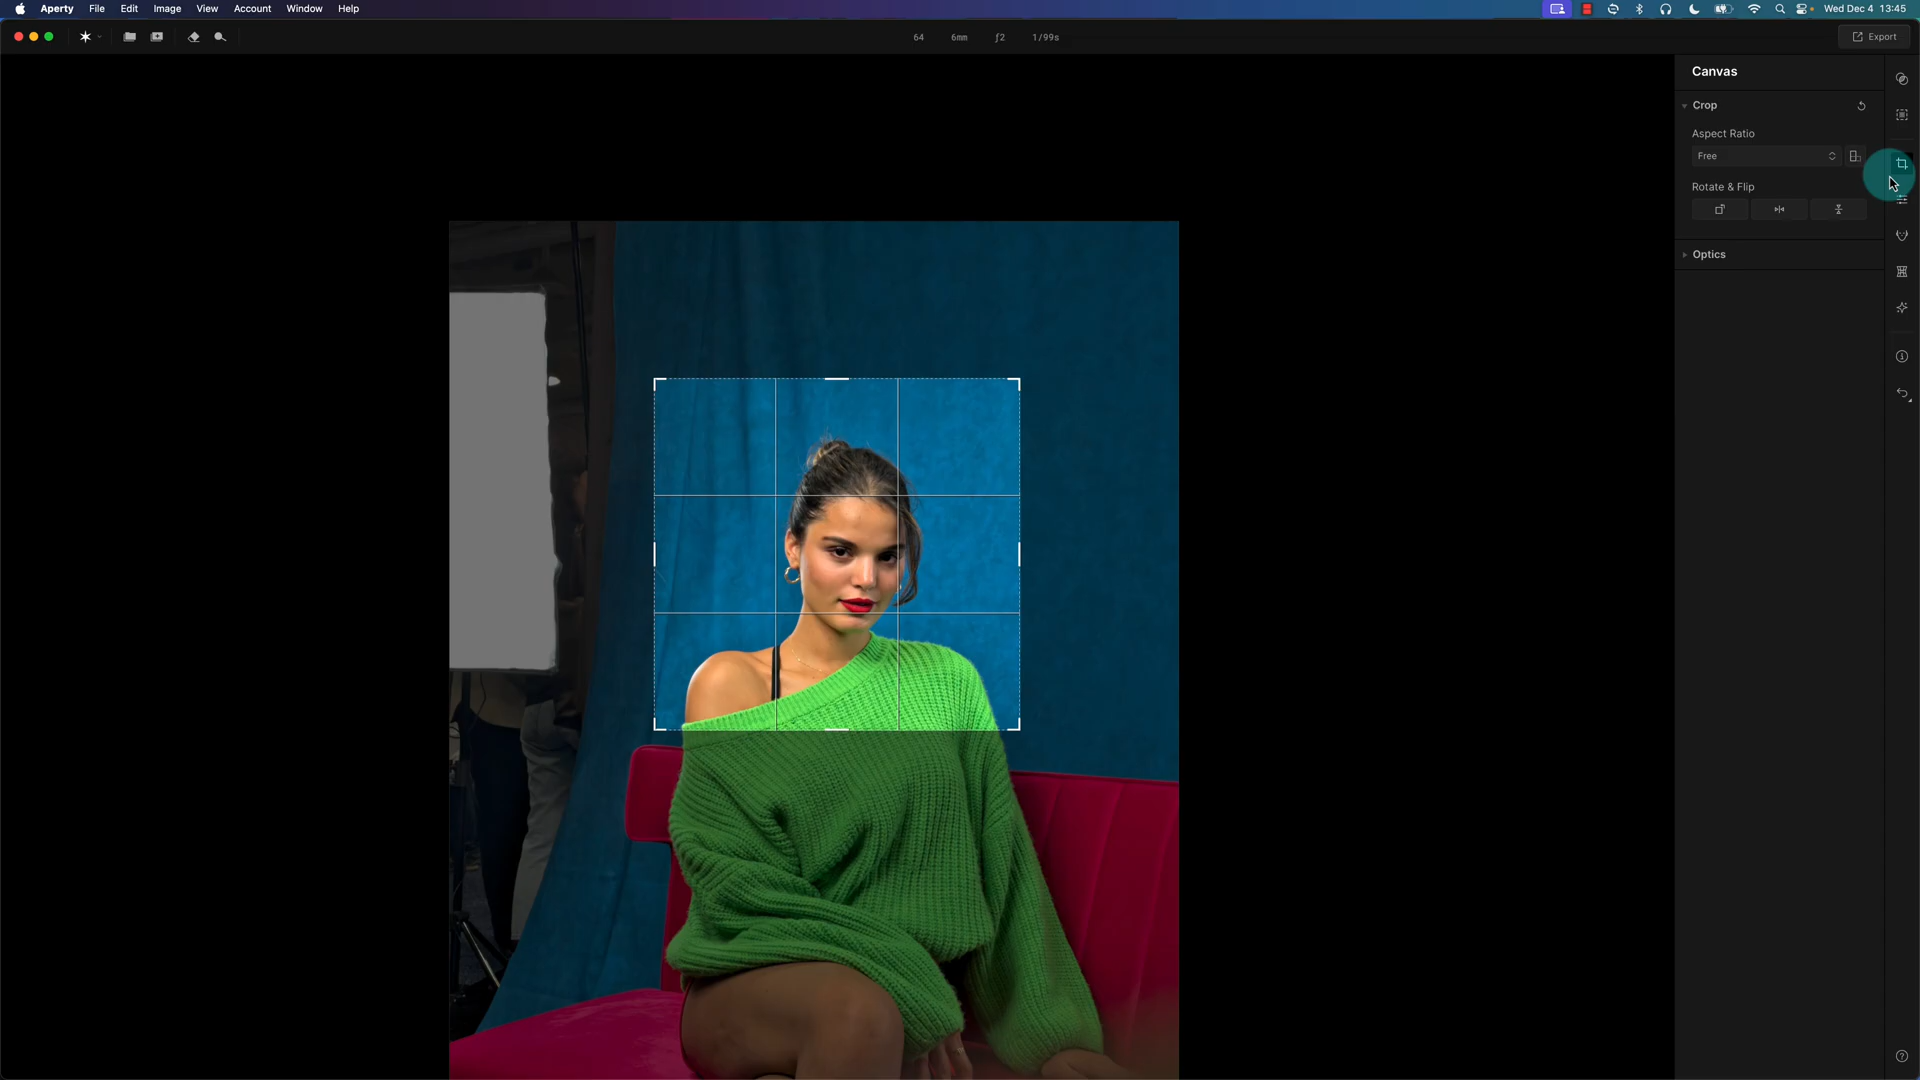 Aperty File Edit Image View Account Window Help Wed Dec 4 13:45
64 6mm ƒ2 1/99s Export
Canvas
Crop
Aspect Ratio
Free
Rotate & Flip
Optics